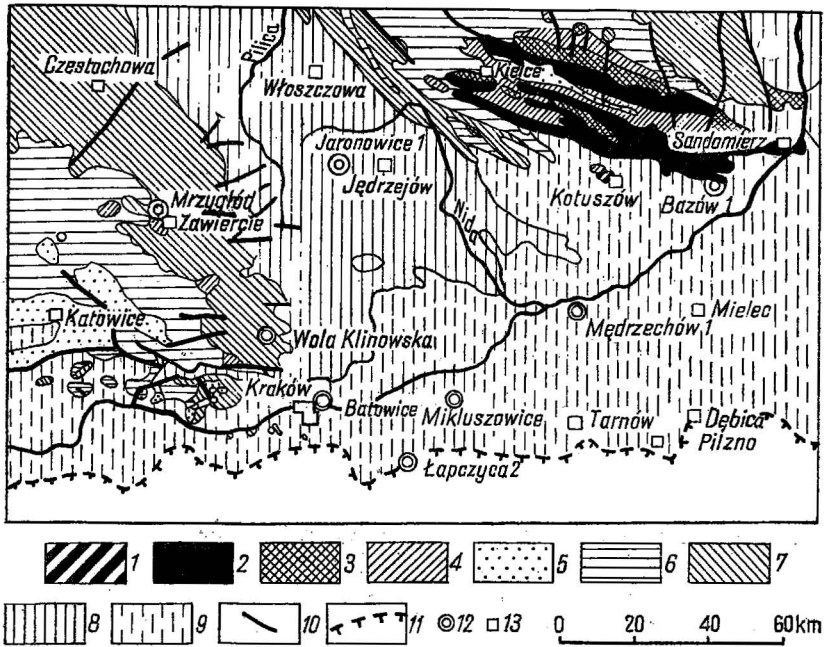 Częstochowa
Pilica
Włoszczowa
Kielce
Jaronowice 1
Jędrzejów
Sandomierz
Mrzygłód
Zawiercie
Kotuszów
Bazów 1
Nida
Katowice
Wola Klinowska
Mędrzechów 1
Mielec
Kraków
Batowice
Mikluszowice
Tarnów
Dębica
Pilzno
Łapczyca 2
1 2 3 4 5 6 7
8 9 10 11 12 13 0 20 40 60 km